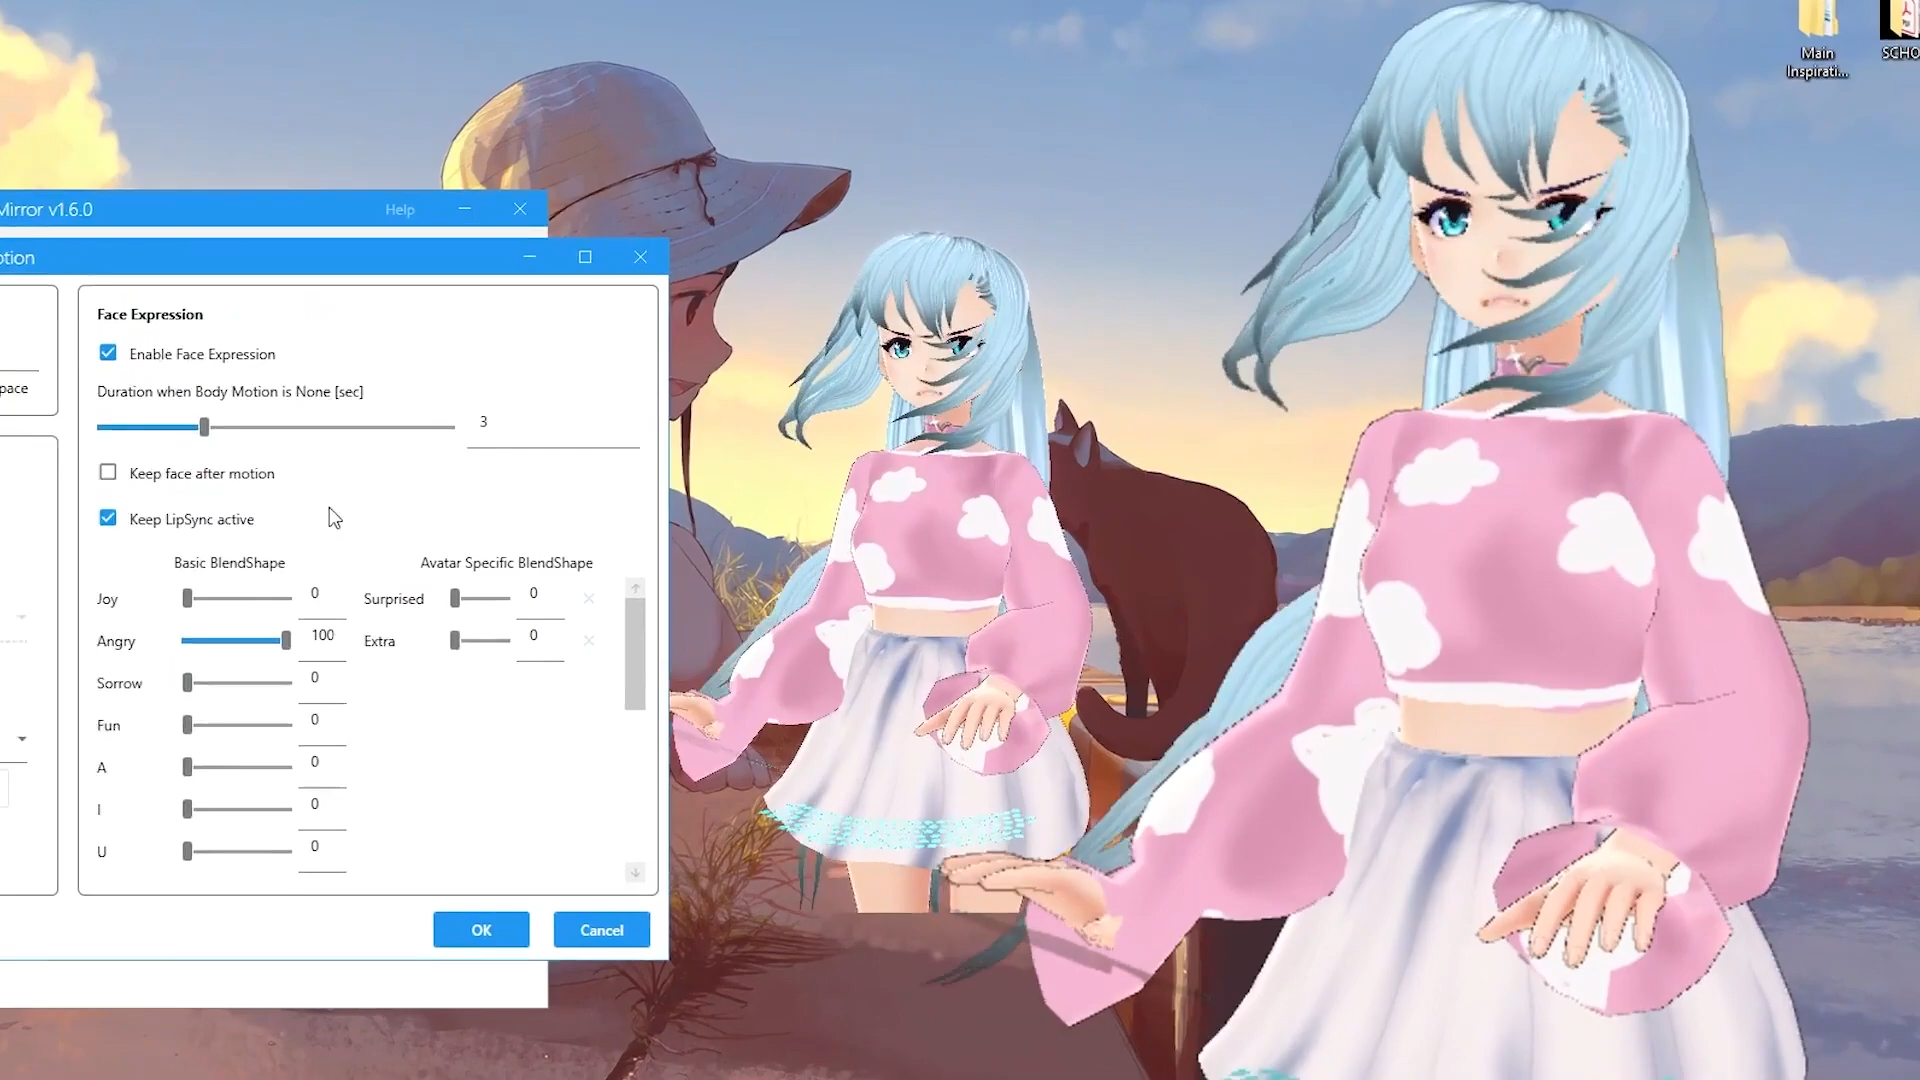 Main
Inspirati...
SCHO
Mirror v1.6.0
Help
otion
pace
Face Expression
Enable Face Expression
Duration when Body Motion is None [sec]
3
Keep face after motion
Keep LipSync active
Basic BlendShape
Avatar Specific BlendShape
Joy 0 Surprised 0
Angry 100 Extra 0
Sorrow 0
Fun 0
A 0
I 0
U 0
OK
Cancel